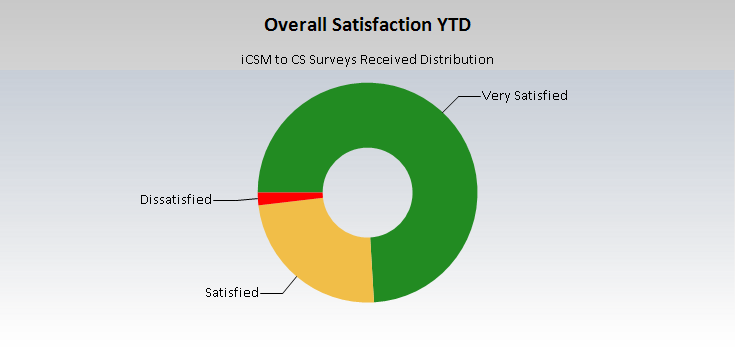 Overall Satisfaction YTD
iCSM to CS Surveys Received Distribution
Very Satisfied
Dissatisfied
Satisfied